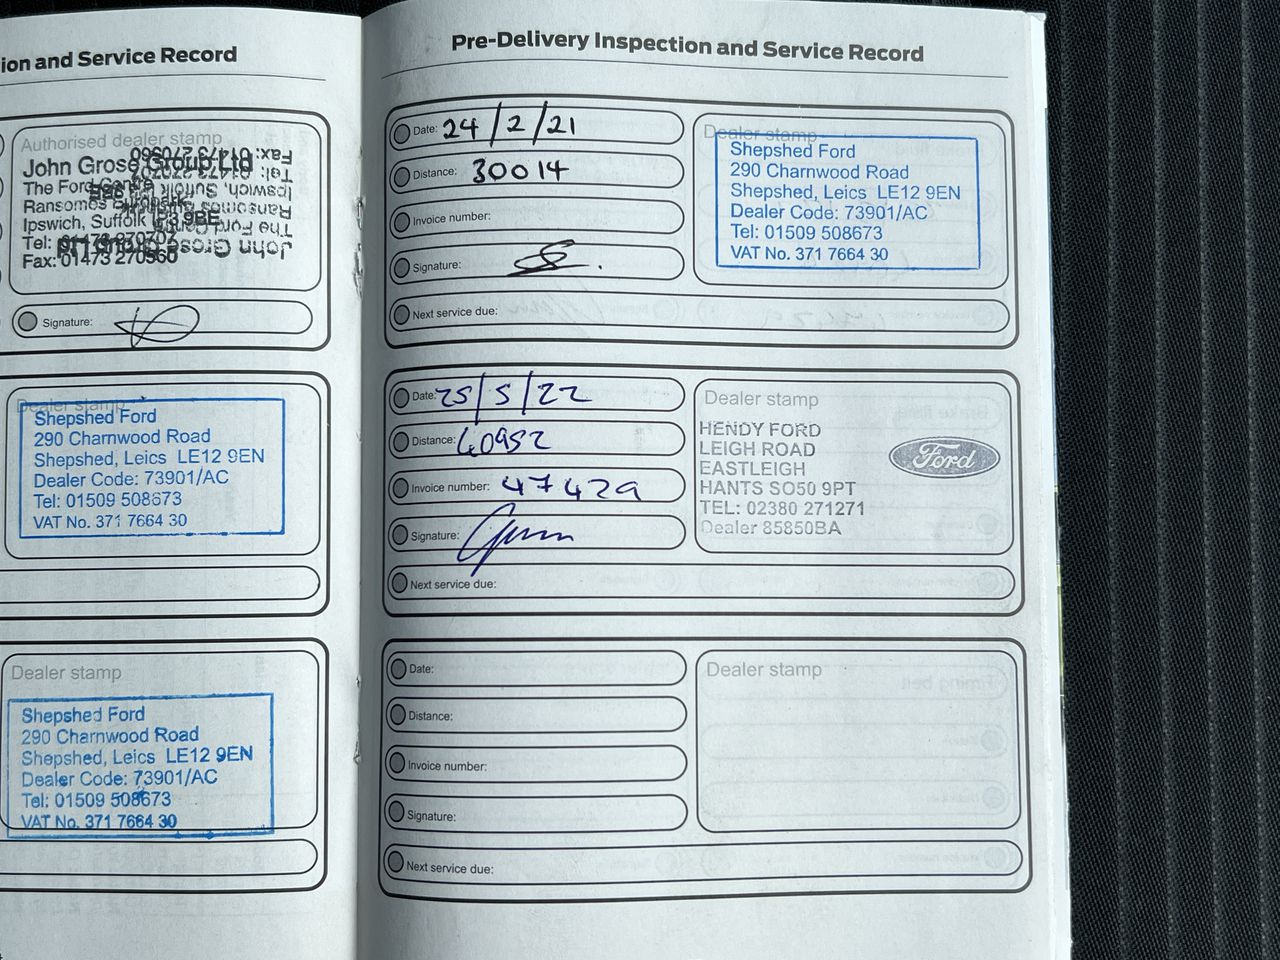 ion and Service Record
Authorised dealer stamp
John Grose Group Ltd
The Ford Centre
Ransomes Europark
Ipswich, Suffolk IP3 9BE
Tel: 01473 270702
Fax: 01473 270560
Signature:
Dealer stamp
Shepshed Ford
290 Charnwood Road
Shepshed, Leics LE12 9EN
Dealer Code: 73901/AC
Tel: 01509 508673
VAT No. 371 7664 30
Dealer stamp
Shepshed Ford
290 Charnwood Road
Shepshed, Leics LE12 9EN
Dealer Code: 73901/AC
Tel: 01509 508673
VAT No. 371 7664 30
Pre-Delivery Inspection and Service Record
Date: 24/2/21
Distance: 30014
Invoice number:
Signature:
Next service due:
Dealer stamp
Shepshed Ford
290 Charnwood Road
Shepshed, Leics LE12 9EN
Dealer Code: 73901/AC
Tel: 01509 508673
VAT No. 371 7664 30
Date: 25/5/22
Distance: 40952
Invoice number: 47429
Signature:
Next service due:
Dealer stamp
HENDY FORD
LEIGH ROAD
EASTLEIGH
HANTS SO50 9PT
TEL: 02380 271271
Dealer 85850BA
Ford
Date:
Distance:
Invoice number:
Signature:
Next service due:
Dealer stamp